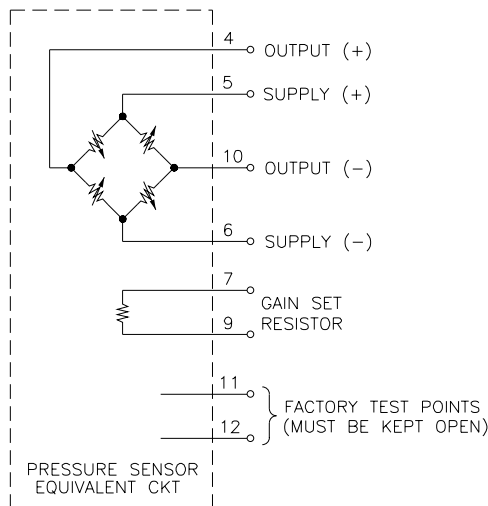 4 OUTPUT (+)
5 SUPPLY (+)
10 OUTPUT (-)
6 SUPPLY (-)
7
GAIN SET
RESISTOR
9
11
FACTORY TEST POINTS
(MUST BE KEPT OPEN)
12
PRESSURE SENSOR
EQUIVALENT CKT